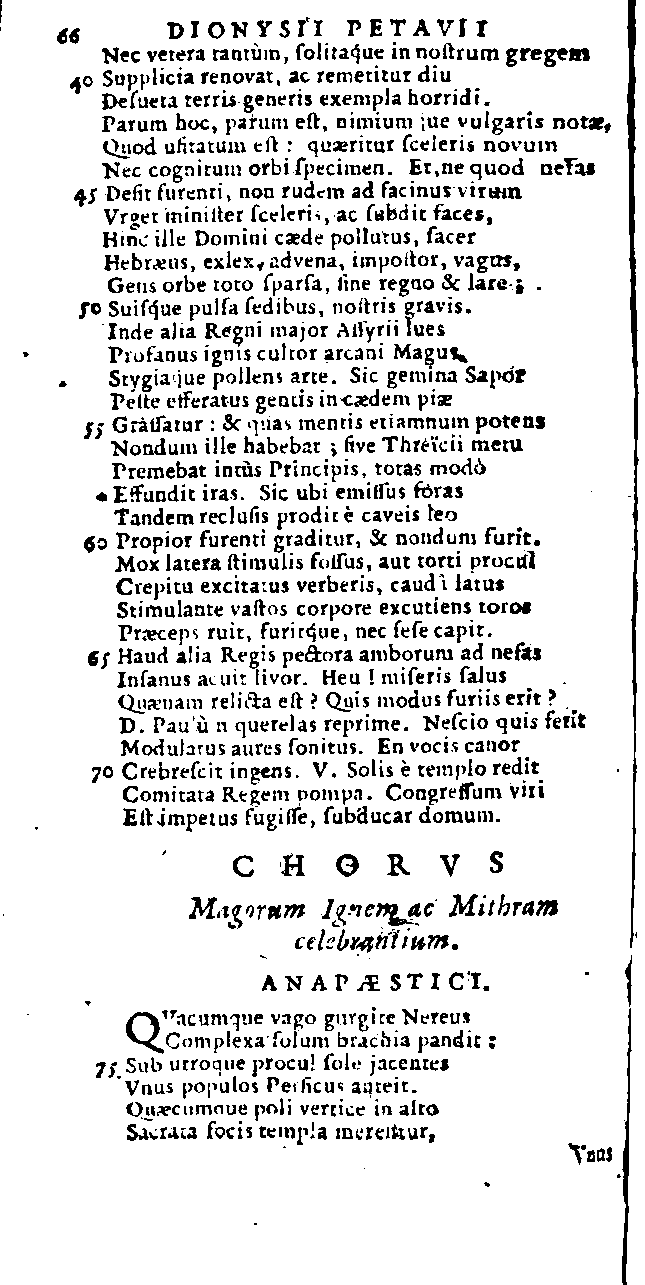 66 DIONYSII PETAVII
Nec vetera tantùm, ſolitaq́ue in noſtrum gregem
40 Supplicia renovat, ac remetitur diu
Deſueta terris generis exempla horridi.
Parum hoc, parum eſt, nimium que vulgaris notæ,
Quod uſitatum eſt : quæritur ſceleris novum
Nec cognitum orbi ſpecimen. Et, ne quod nefas
45 Deſit furenti, non rudem ad facinus virum
Vrget miniſter ſceleris, ac ſubdit faces,
Hinc ille Domini cæde pollutus, ſacer
Hebræus, exlex, advena, impoſtor, vagus,
Gens orbe toto ſparſa, ſine regno & lare ; .
50 Suiſq́ue pulſa ſedibus, noſtris gravis.
Inde alia Regni major Aſſyrii lues
Profanus ignis cultor arcani Magus,
Stygiaque pollens arte. Sic gemina Sapor
Peſte efferatus gentis in cædem piæ
55 Graſſatur : & quas mentis etiamnum potens
Nondum ille habebat ; ſive Threïcii metu
Premebat intùs Principis, totas modò
Effundit iras. Sic ubi emiſſus foras
Tandem recluſis prodit è caveis leo
60 Propior furenti graditur, & nondum furit.
Mox latera ſtimulis foſſus, aut torti procul
Crepitu excitatus verberis, caudâ latus
Stimulante vaſtos corpore excutiens toros
Præceps ruit, furitq́ue, nec ſeſe capit.
65 Haud alia Regis pectora amborum ad nefas
Inſanus acuit livor. Heu ! miſeris ſalus
Quænam relicta eſt ? Quis modus furiis erit ?
D. Paulùm querelas reprime. Neſcio quis ferit
Modulatus aures ſonitus. En vocis canor
70 Crebreſcit ingens. V. Solis è templo redit
Comitata Regem pompa. Congreſſum viri
Eſt impetus fugiſſe, ſubducar domum.
CHORVS
Magorum Ignem ac Mithram
celebrantium.
ANAPÆSTICI.
QVacumque vago gurgite Nereus
Complexa ſolum brachia pandit :
75. Sub utroque procul ſole jacentes
Vnus populos Perſicus auteit.
Quæcumque poli vertice in alto
Sacrata focis templa merentur,
Vnus